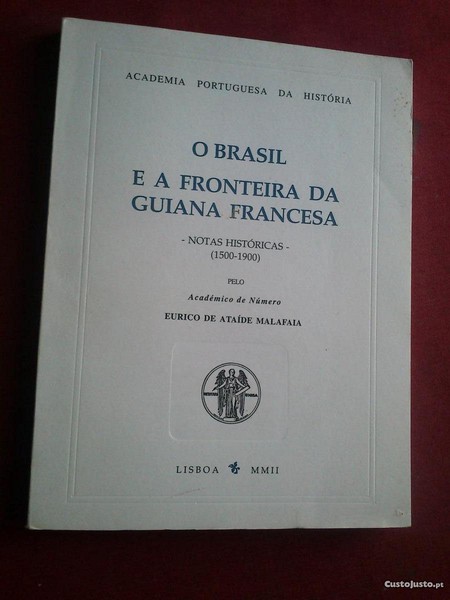 ACADEMIA PORTUGUESA DA HISTÓRIA
O BRASIL
E A FRONTEIRA DA
GUIANA FRANCESA
- NOTAS HISTÓRICAS -
(1500-1900)
PELO
Académico de Número
EURICO DE ATAÍDE MALAFAIA
LISBOA MMII
CustoJusto.pt